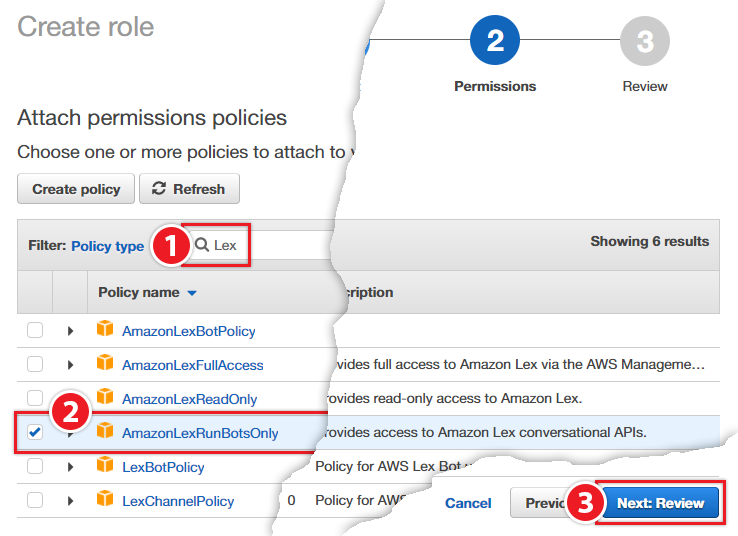 Create role
2
3
Permissions
Review
Attach permissions policies
Choose one or more policies to attach to
Create policy
Refresh
Filter: Policy type
1
Lex
Showing 6 results
Policy name
AmazonLexBotPolicy
AmazonLexFullAccess
rovides full access to Amazon Lex via the AWS Manageme…
AmazonLexReadOnly
rovides read-only access to Amazon Lex.
2
AmazonLexRunBotsOnly
rovides access to Amazon Lex conversational APIs.
LexBotPolicy
Policy for AWS Lex Bot
LexChannelPolicy
0
Policy for AWS
Cancel
Previo
3
Next: Review